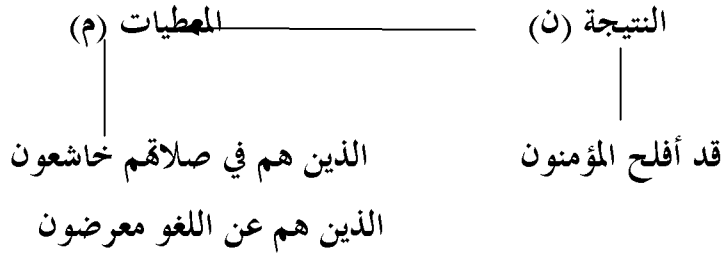 النتيجة (ن) المعطيات (م)
قد أفلح المؤمنون الذين هم في صلاتهم خاشعون
الذين هم عن اللغو معرضون